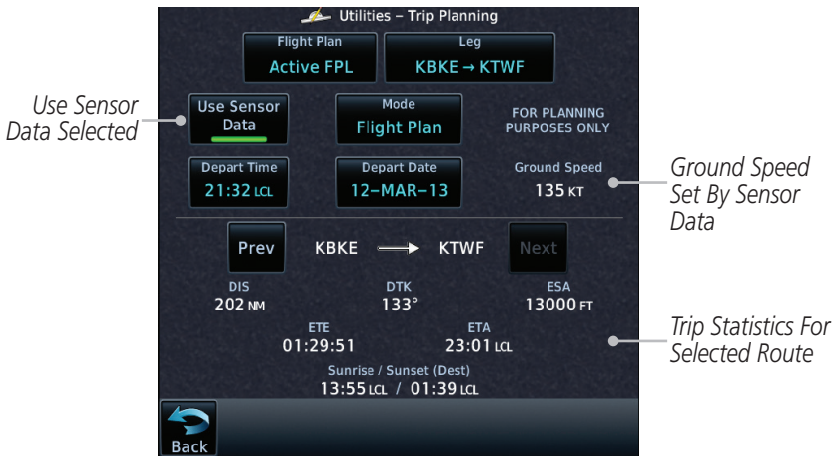 Utilities – Trip Planning
Flight Plan
Active FPL
Leg
KBKE → KTWF
Use Sensor
Data Selected
Use Sensor
Data
Mode
Flight Plan
FOR PLANNING
PURPOSES ONLY
Depart Time
21:32 LCL
Depart Date
12–MAR–13
Ground Speed
135 KT
Ground Speed
Set By Sensor
Data
Prev
KBKE → KTWF
Next
DIS
202 NM
DTK
133°
ESA
13000 FT
ETE
01:29:51
ETA
23:01 LCL
Trip Statistics For
Selected Route
Sunrise / Sunset (Dest)
13:55 LCL / 01:39 LCL
Back